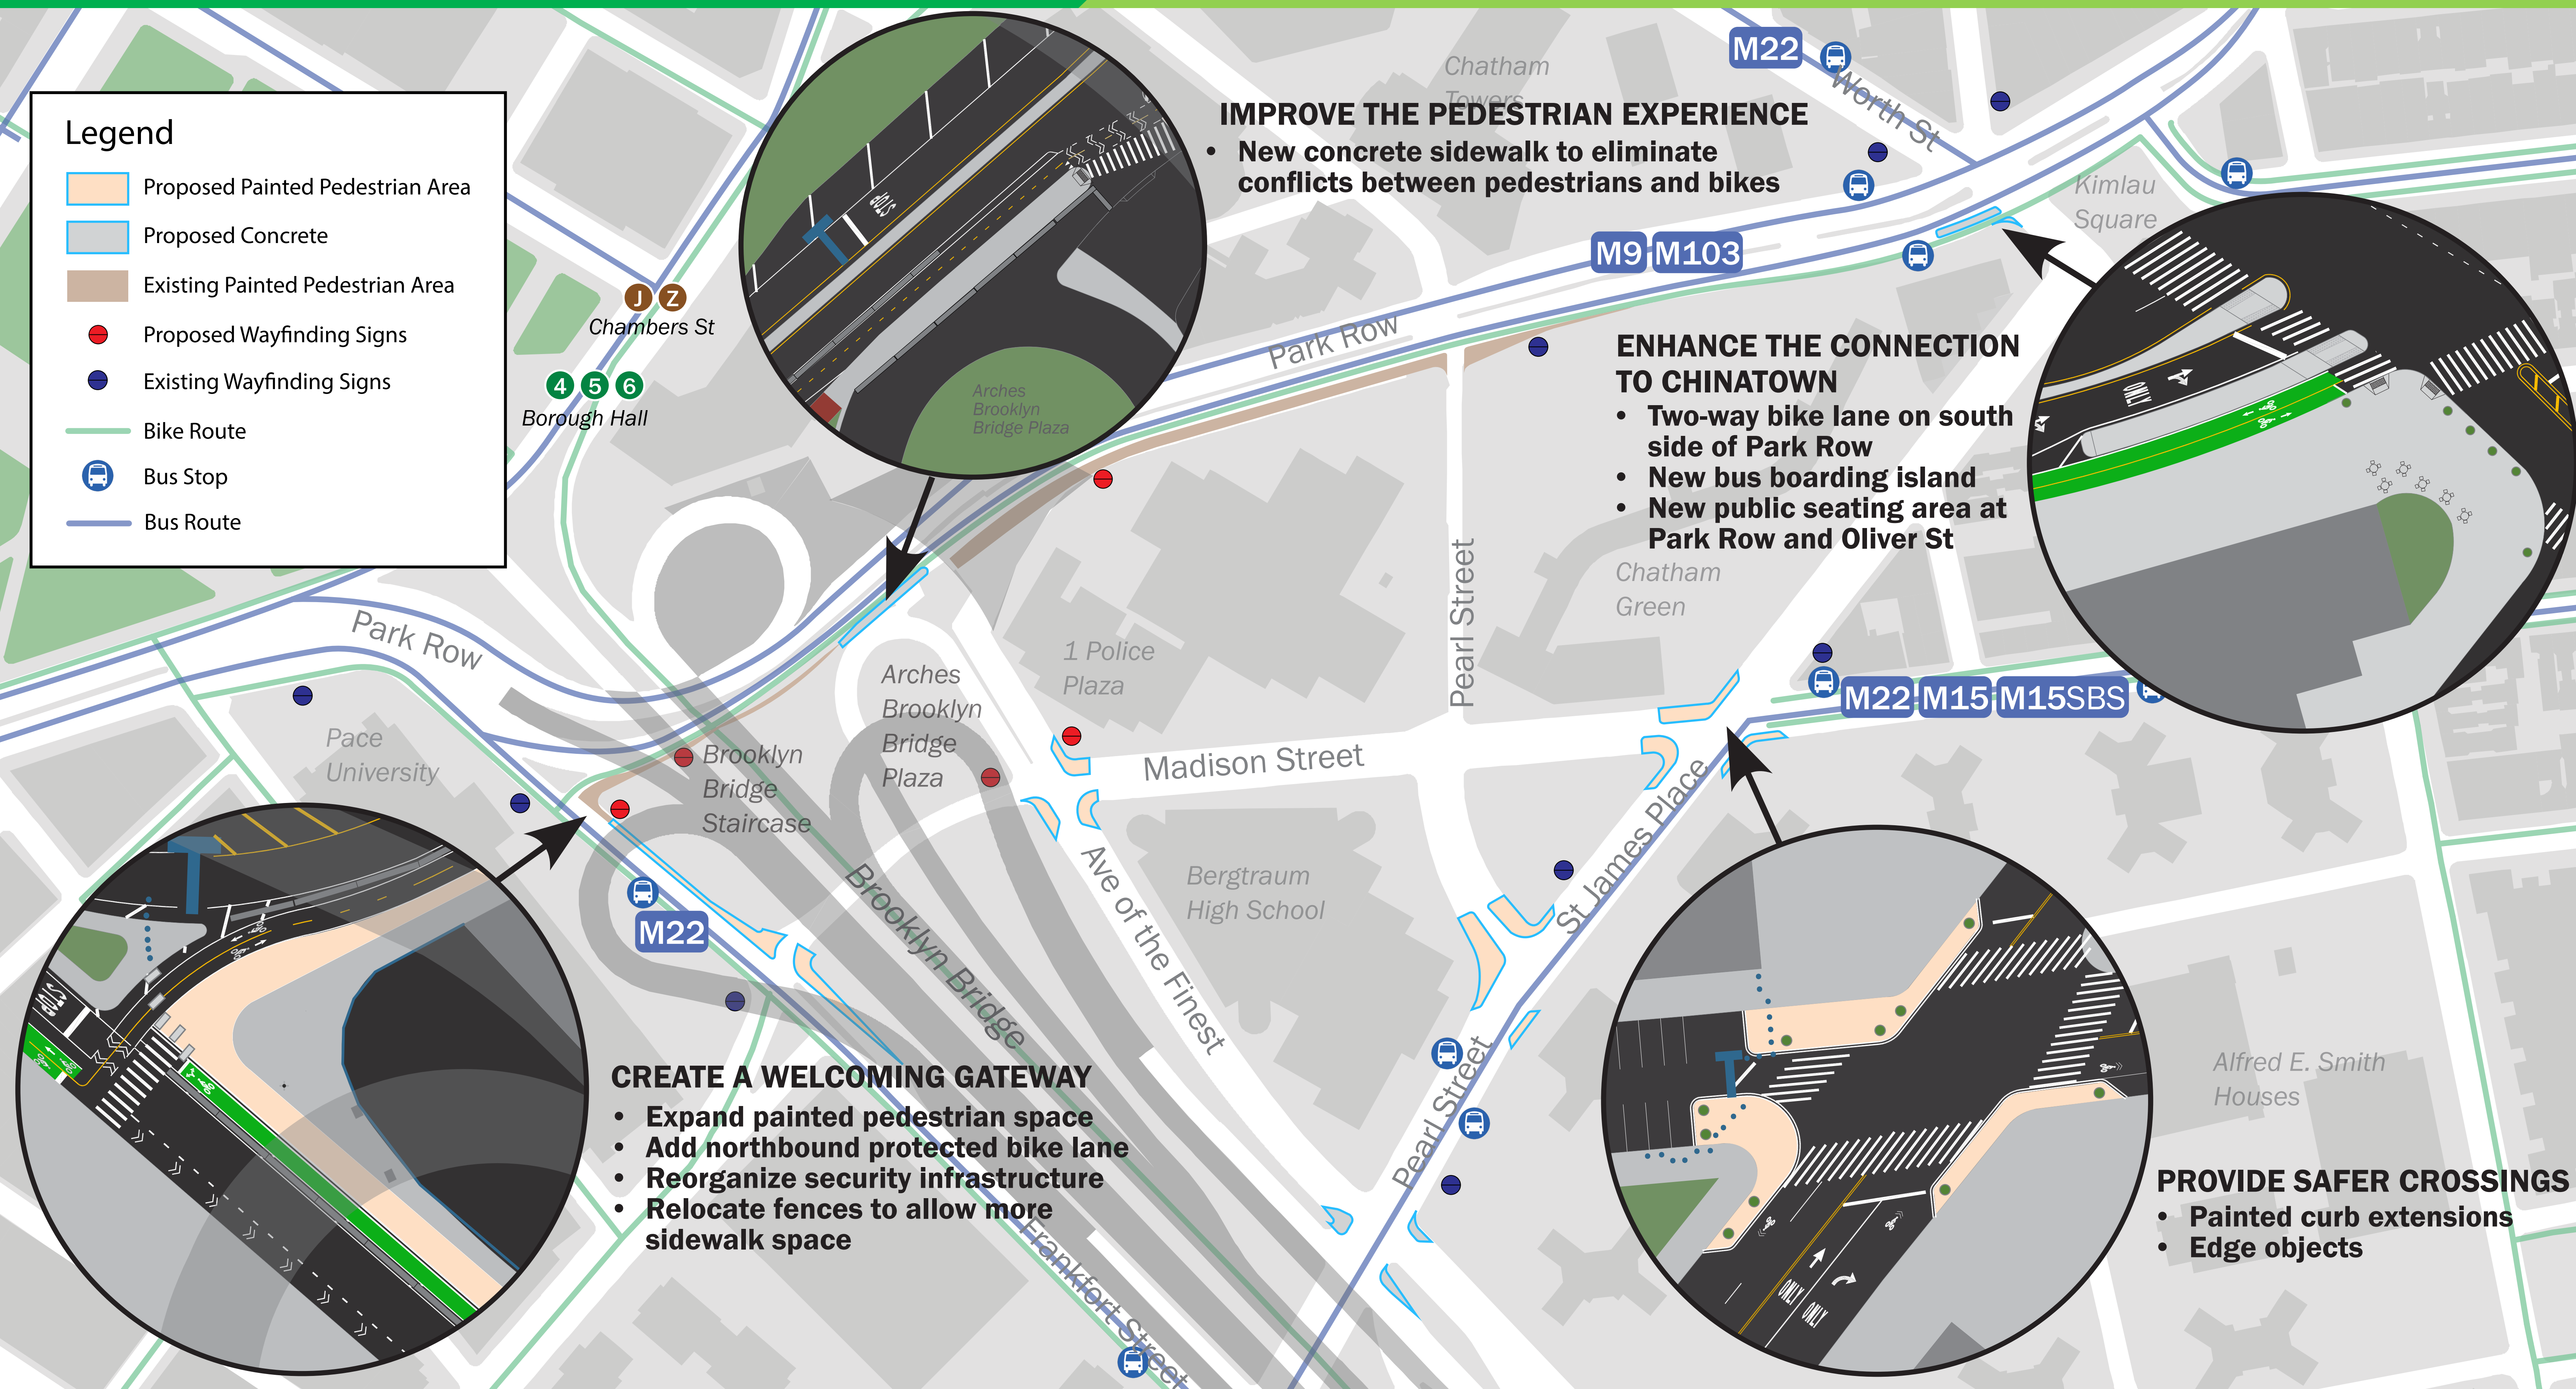 Legend
Proposed Painted Pedestrian Area
Proposed Concrete
Existing Painted Pedestrian Area
Proposed Wayfinding Signs
Existing Wayfinding Signs
Bike Route
Bus Stop
Bus Route
J Z
Chambers St
4 5 6
Borough Hall
STOP
Arches
Brooklyn
Bridge Plaza
Chatham
Towers
IMPROVE THE PEDESTRIAN EXPERIENCE
• New concrete sidewalk to eliminate
conflicts between pedestrians and bikes
M22
Worth St
Kimlau
Square
M9 M103
Park Row
ENHANCE THE CONNECTION
TO CHINATOWN
• Two-way bike lane on south
side of Park Row
• New bus boarding island
• New public seating area at
Park Row and Oliver St
ONLY
Chatham
Green
Pearl Street
Park Row
1 Police
Plaza
Arches
Brooklyn
Bridge
Plaza
Pace
University
Brooklyn
Bridge
Staircase
Madison Street
M22 M15 M15SBS
St James Place
Bergtraum
High School
Ave of the Finest
Brooklyn Bridge
M22
STOP
CREATE A WELCOMING GATEWAY
• Expand painted pedestrian space
• Add northbound protected bike lane
• Reorganize security infrastructure
• Relocate fences to allow more
sidewalk space
Frankfort Street
Pearl Street
Alfred E. Smith
Houses
ONLY
ONLY
PROVIDE SAFER CROSSINGS
• Painted curb extensions
• Edge objects